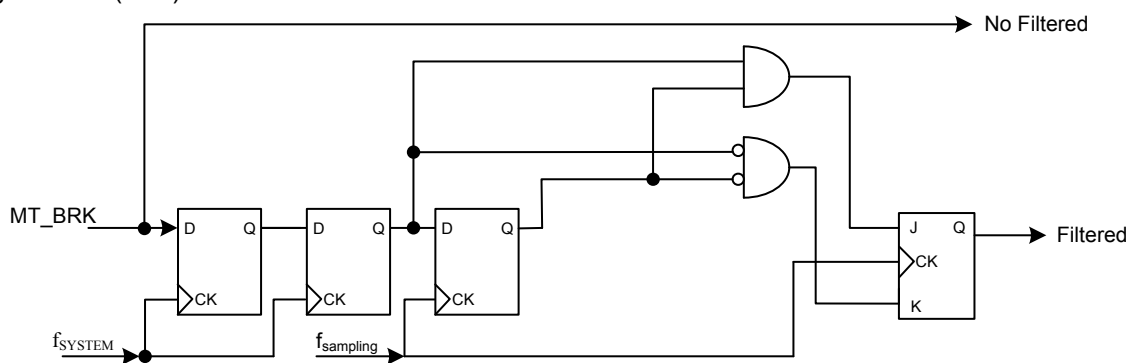 No Filtered
MT_BRK
D Q
D Q
D Q
J Q
Filtered
CK
CK
CK
CK
K
fSYSTEM
fsampling